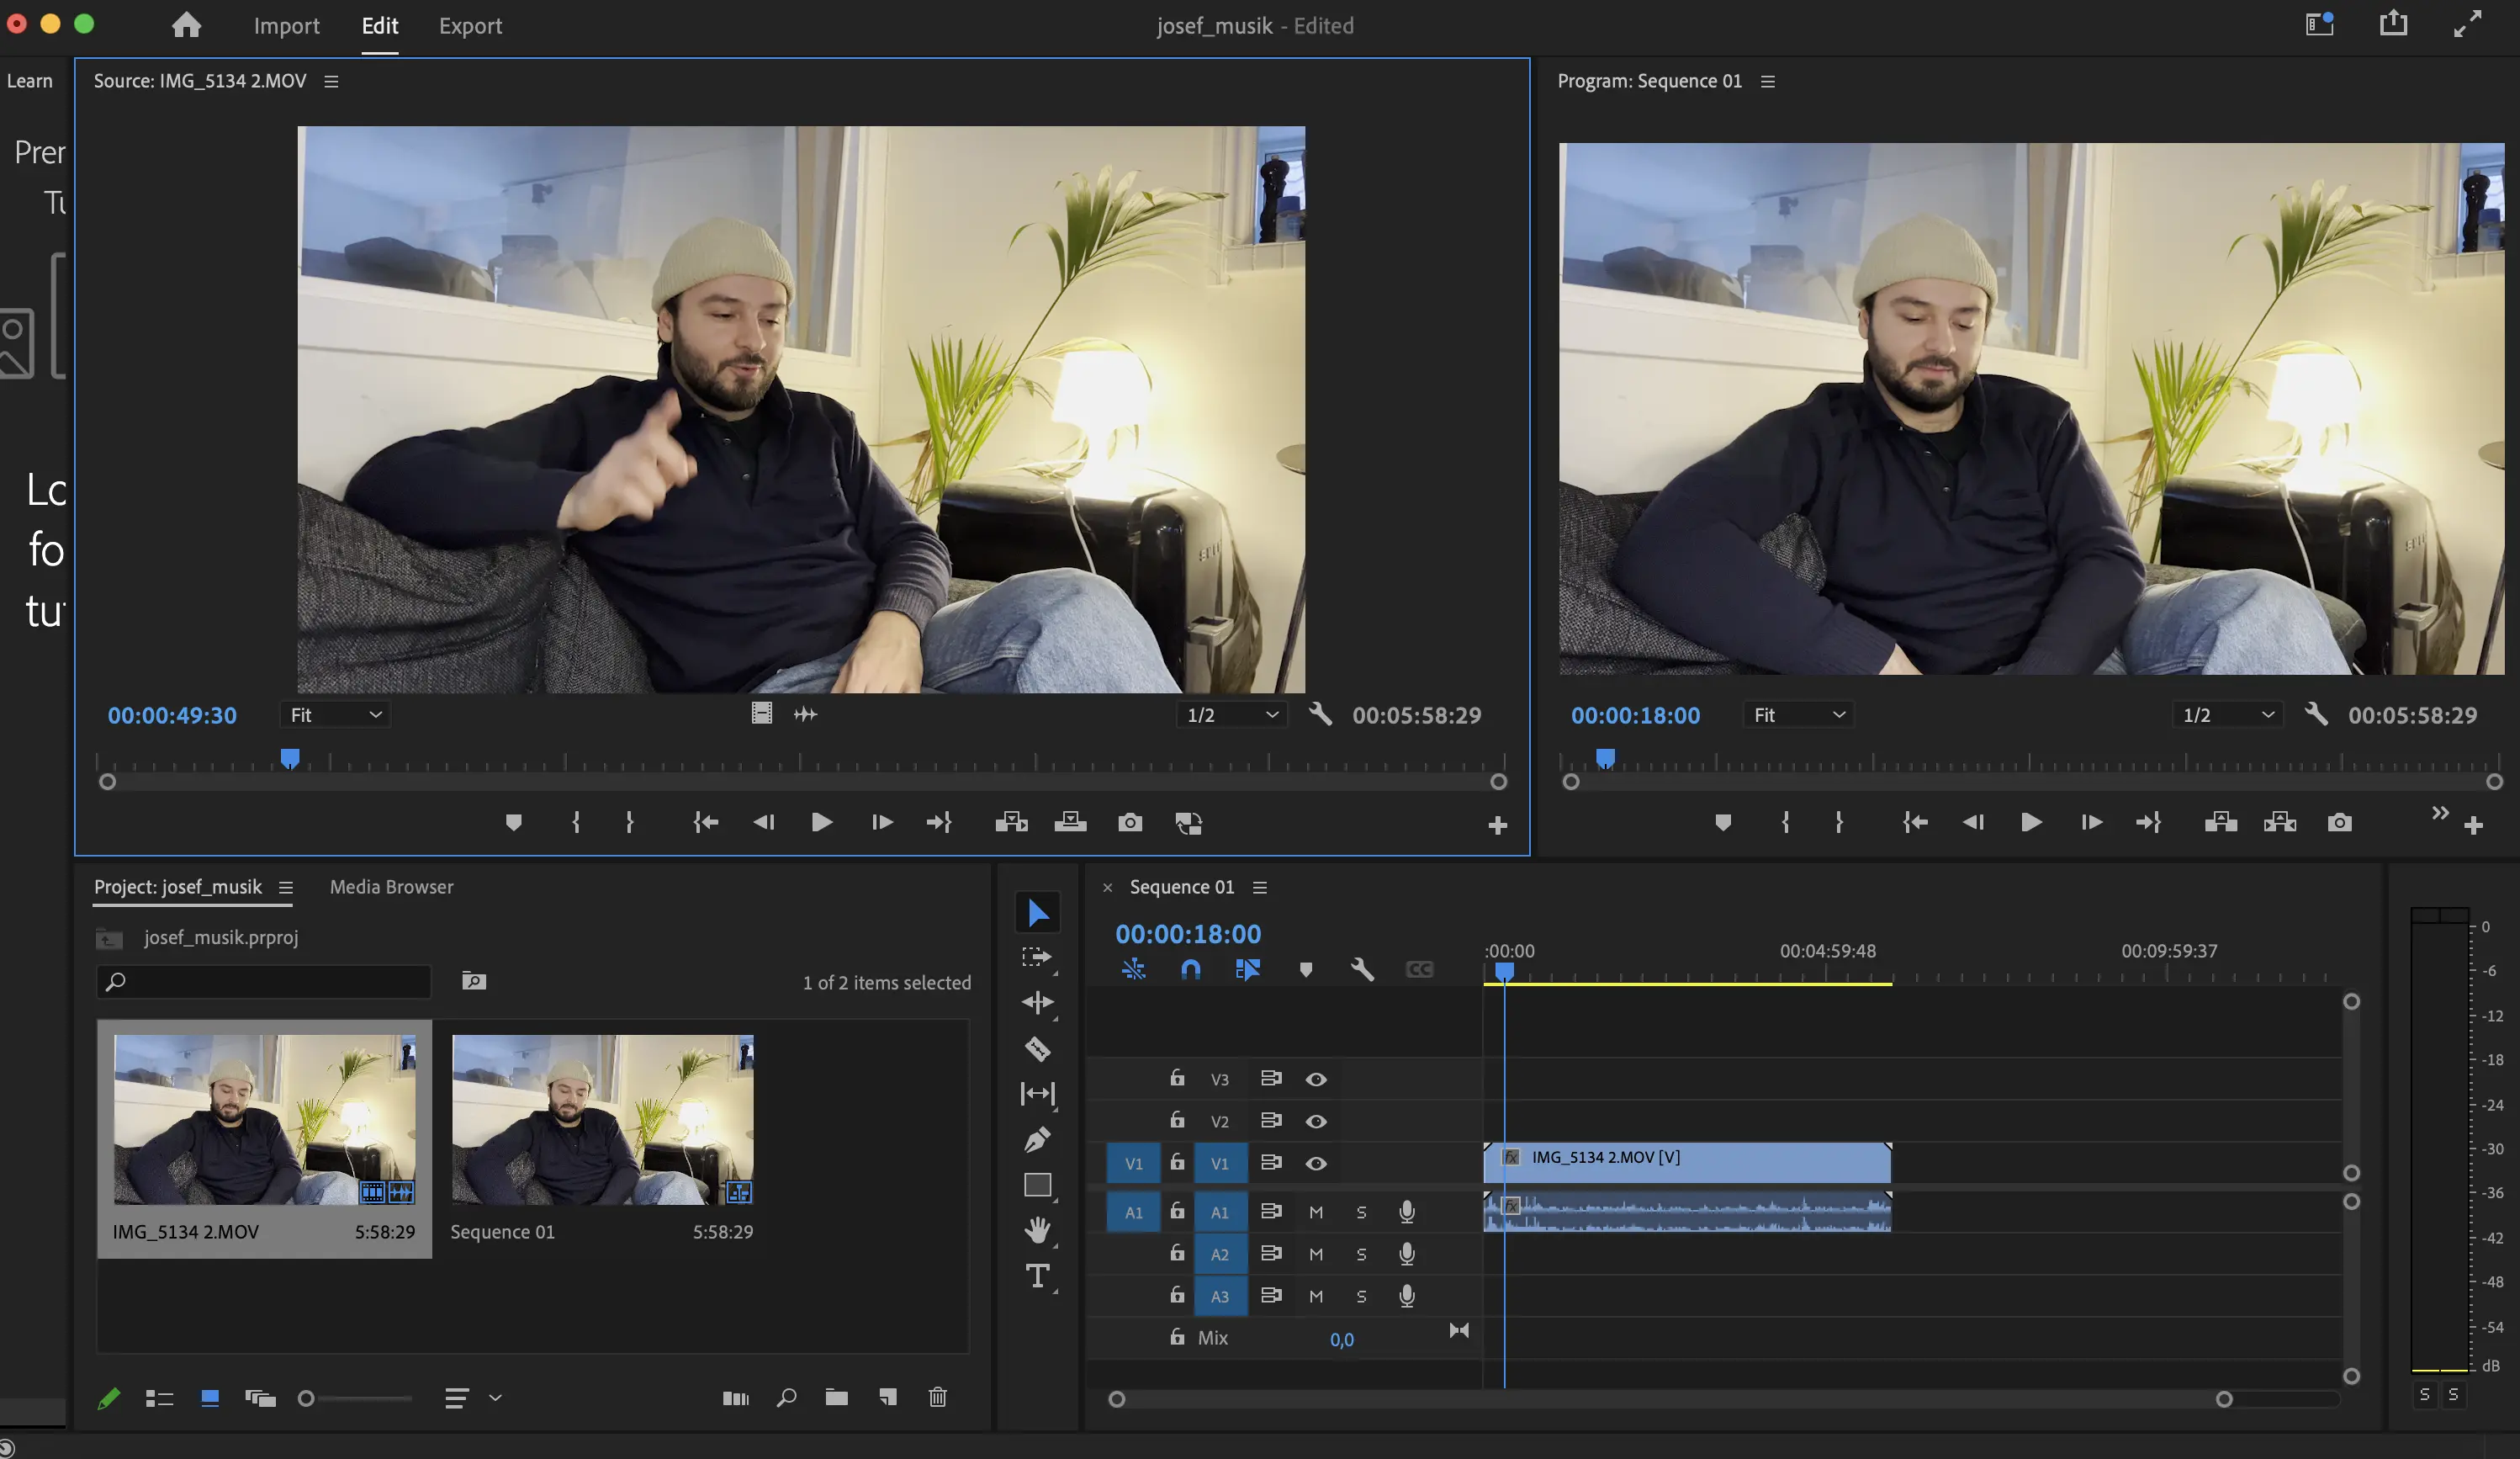 Import Edit Export
josef_musik - Edited
Learn
Source: IMG_5134 2.MOV
Program: Sequence 01
00:00:49:30 Fit 1/2 00:05:58:29
00:00:18:00 Fit 1/2 00:05:58:29
Project: josef_musik Media Browser
josef_musik.prproj
1 of 2 items selected
IMG_5134 2.MOV 5:58:29
Sequence 01 5:58:29
× Sequence 01
00:00:18:00
:00:00 00:04:59:48 00:09:59:37
CC
V3
V2
V1 V1 fx IMG_5134 2.MOV [V]
A1 A1 M S fx
A2 M S
A3 M S
Mix 0,0
0
-6
-12
-18
-24
-30
-36
-42
-48
-54
dB
S S